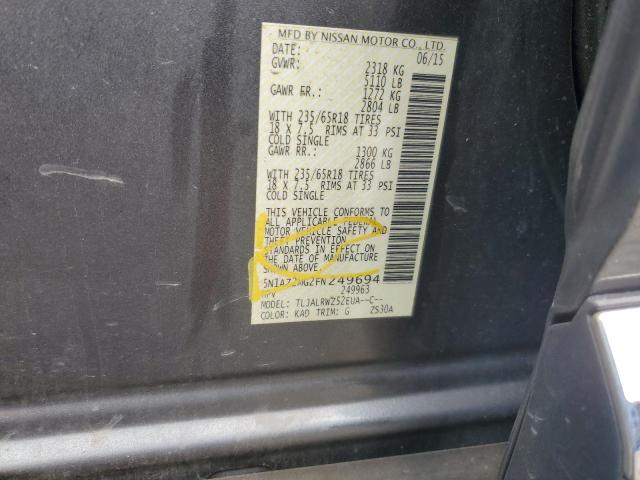 MFD BY NISSAN MOTOR CO., LTD.
DATE: 06/15
GVWR: 2318 KG
5110 LB
GAWR FR.: 1272 KG
2804 LB
WITH 235/65R18 TIRES
18 X 7.5 RIMS AT 33 PSI
COLD SINGLE
GAWR RR.: 1300 KG
2866 LB
WITH 235/65R18 TIRES
18 X 7.5 RIMS AT 33 PSI
COLD SINGLE
THIS VEHICLE CONFORMS TO
ALL APPLICABLE FEDERAL
MOTOR VEHICLE SAFETY AND
THEFT PREVENTION
STANDARDS IN EFFECT ON
THE DATE OF MANUFACTURE
SHOWN ABOVE.
5N1AZ2MG2FN249694
MPV 249963
MODEL: TLJALRWZ52EUA--C--
COLOR: KAD TRIM: G Z530A